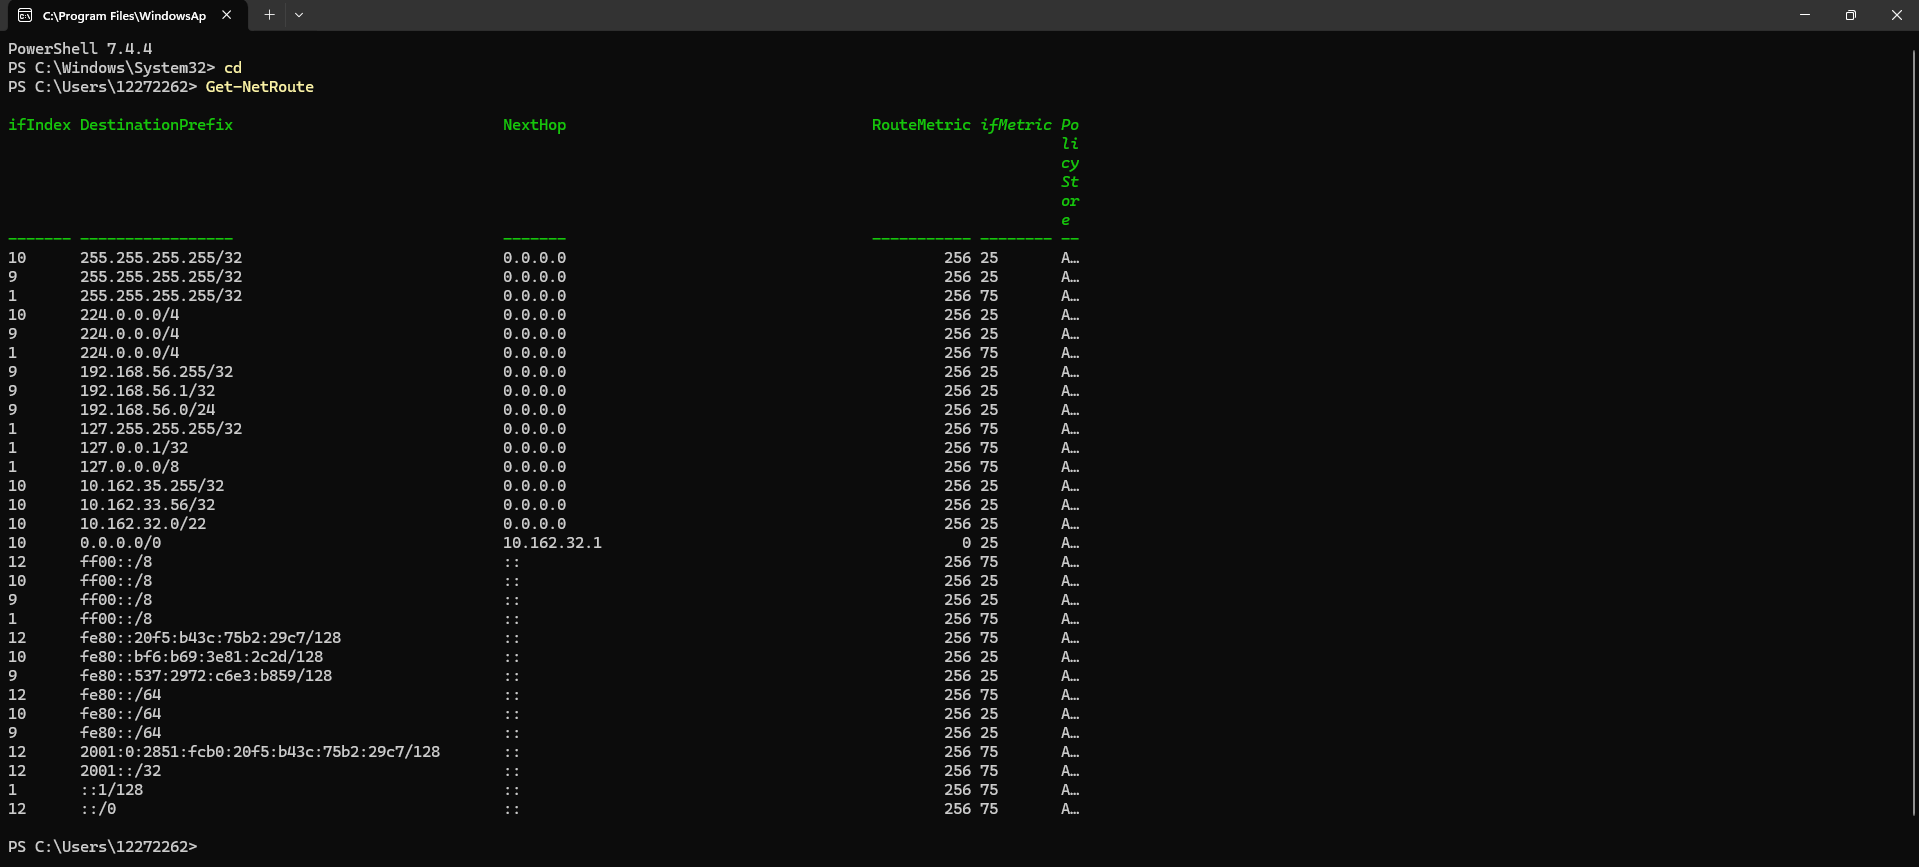 C:\Program Files\WindowsAp
PowerShell 7.4.4
PS C:\Windows\System32> cd
PS C:\Users\12272262> Get-NetRoute
ifIndex DestinationPrefix NextHop RouteMetric ifMetric Po
li
cy
St
or
e
------- ----------------- ------- ----------- -------- --
10 255.255.255.255/32 0.0.0.0 256 25 A…
9 255.255.255.255/32 0.0.0.0 256 25 A…
1 255.255.255.255/32 0.0.0.0 256 75 A…
10 224.0.0.0/4 0.0.0.0 256 25 A…
9 224.0.0.0/4 0.0.0.0 256 25 A…
1 224.0.0.0/4 0.0.0.0 256 75 A…
9 192.168.56.255/32 0.0.0.0 256 25 A…
9 192.168.56.1/32 0.0.0.0 256 25 A…
9 192.168.56.0/24 0.0.0.0 256 25 A…
1 127.255.255.255/32 0.0.0.0 256 75 A…
1 127.0.0.1/32 0.0.0.0 256 75 A…
1 127.0.0.0/8 0.0.0.0 256 75 A…
10 10.162.35.255/32 0.0.0.0 256 25 A…
10 10.162.33.56/32 0.0.0.0 256 25 A…
10 10.162.32.0/22 0.0.0.0 256 25 A…
10 0.0.0.0/0 10.162.32.1 0 25 A…
12 ff00::/8 :: 256 75 A…
10 ff00::/8 :: 256 25 A…
9 ff00::/8 :: 256 25 A…
1 ff00::/8 :: 256 75 A…
12 fe80::20f5:b43c:75b2:29c7/128 :: 256 75 A…
10 fe80::bf6:b69:3e81:2c2d/128 :: 256 25 A…
9 fe80::537:2972:c6e3:b859/128 :: 256 25 A…
12 fe80::/64 :: 256 75 A…
10 fe80::/64 :: 256 25 A…
9 fe80::/64 :: 256 25 A…
12 2001:0:2851:fcb0:20f5:b43c:75b2:29c7/128 :: 256 75 A…
12 2001::/32 :: 256 75 A…
1 ::1/128 :: 256 75 A…
12 ::/0 :: 256 75 A…
PS C:\Users\12272262>